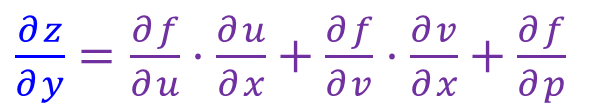 ∂z/∂y = ∂f/∂u · ∂u/∂x + ∂f/∂v · ∂v/∂x + ∂f/∂p